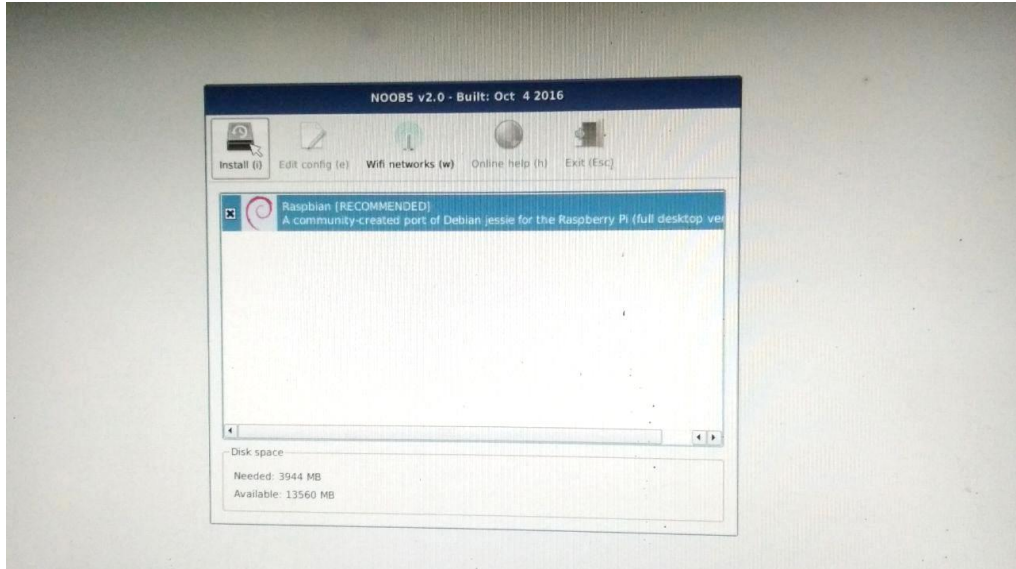 NOOBS v2.0 - Built: Oct 4 2016
Install (i) Edit config (e) Wifi networks (w) Online help (h) Exit (Esc)
Raspbian [RECOMMENDED]
A community-created port of Debian jessie for the Raspberry Pi (full desktop ver
Disk space
Needed: 3944 MB
Available: 13560 MB